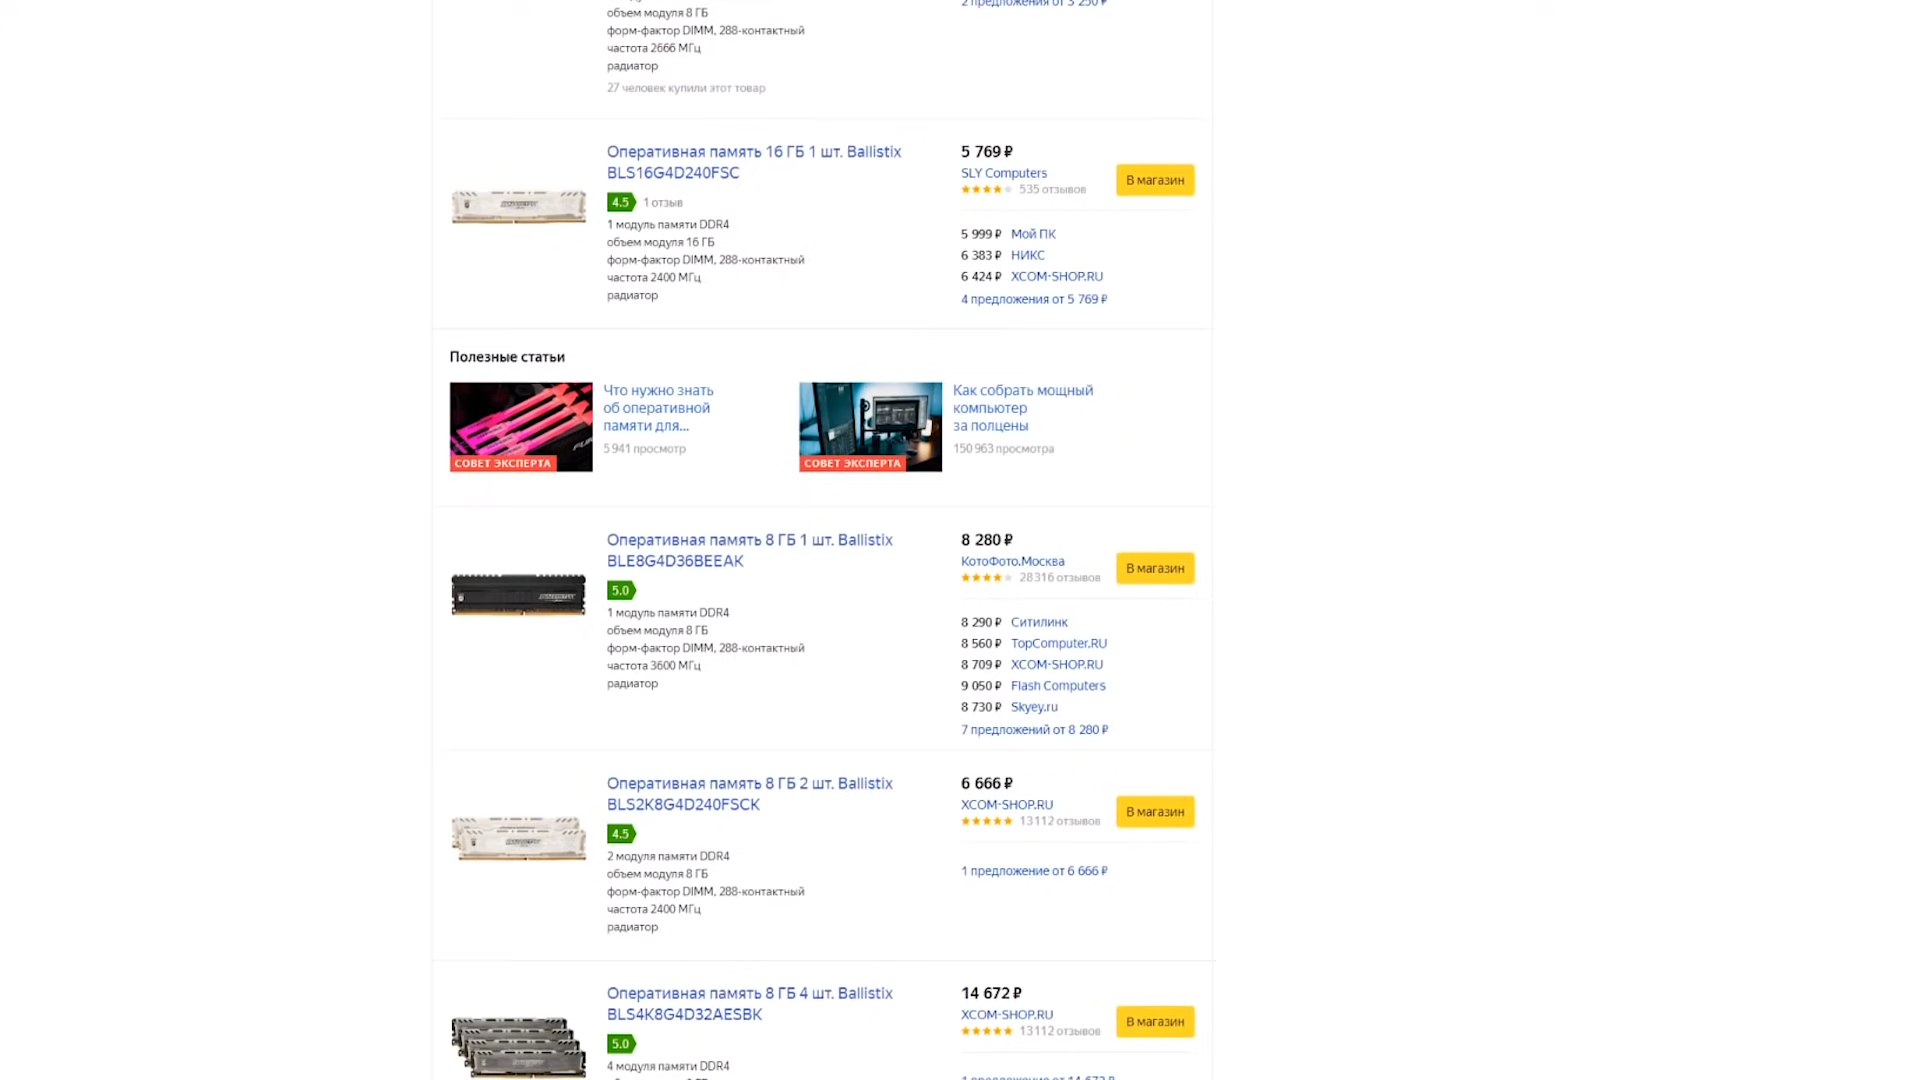 объем модуля 8 ГБ
форм-фактор DIMM, 288-контактный
частота 2666 МГц
радиатор
27 человек купили этот товар
2 предложения от 3 250 ₽
Оперативная память 16 ГБ 1 шт. Ballistix
BLS16G4D240FSC
4.5 1 отзыв
1 модуль памяти DDR4
объем модуля 16 ГБ
форм-фактор DIMM, 288-контактный
частота 2400 МГц
радиатор
5 769 ₽
SLY Computers
535 отзывов
В магазин
5 999 ₽ Мой ПК
6 383 ₽ НИКС
6 424 ₽ XCOM-SHOP.RU
4 предложения от 5 769 ₽
Полезные статьи
СОВЕТ ЭКСПЕРТА
Что нужно знать
об оперативной
памяти для...
5 941 просмотр
СОВЕТ ЭКСПЕРТА
Как собрать мощный
компьютер
за полцены
150 963 просмотра
Оперативная память 8 ГБ 1 шт. Ballistix
BLE8G4D36BEEAK
5.0
1 модуль памяти DDR4
объем модуля 8 ГБ
форм-фактор DIMM, 288-контактный
частота 3600 МГц
радиатор
8 280 ₽
КотоФото.Москва
28 316 отзывов
В магазин
8 290 ₽ Ситилинк
8 560 ₽ TopComputer.RU
8 709 ₽ XCOM-SHOP.RU
9 050 ₽ Flash Computers
8 730 ₽ Skyey.ru
7 предложений от 8 280 ₽
Оперативная память 8 ГБ 2 шт. Ballistix
BLS2K8G4D240FSCK
4.5
2 модуля памяти DDR4
объем модуля 8 ГБ
форм-фактор DIMM, 288-контактный
частота 2400 МГц
радиатор
6 666 ₽
XCOM-SHOP.RU
13 112 отзывов
В магазин
1 предложение от 6 666 ₽
Оперативная память 8 ГБ 4 шт. Ballistix
BLS4K8G4D32AESBK
5.0
4 модуля памяти DDR4
14 672 ₽
XCOM-SHOP.RU
13 112 отзывов
В магазин
1 предложение от 14 672 ₽